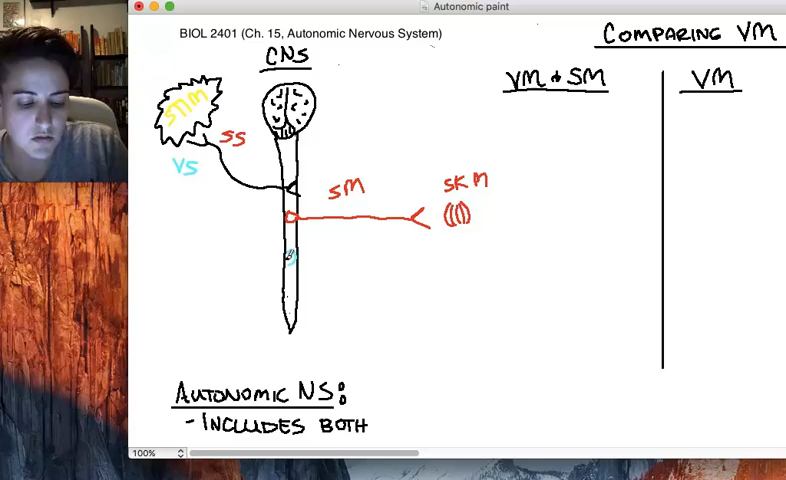 Autonomic paint
BIOL 2401 (Ch. 15, Autonomic Nervous System)
COMPARING VM
CNS
VM + SM
VM
STIM
SS
VS
SM
SKM
AUTONOMIC NS:
- INCLUDES BOTH
100%